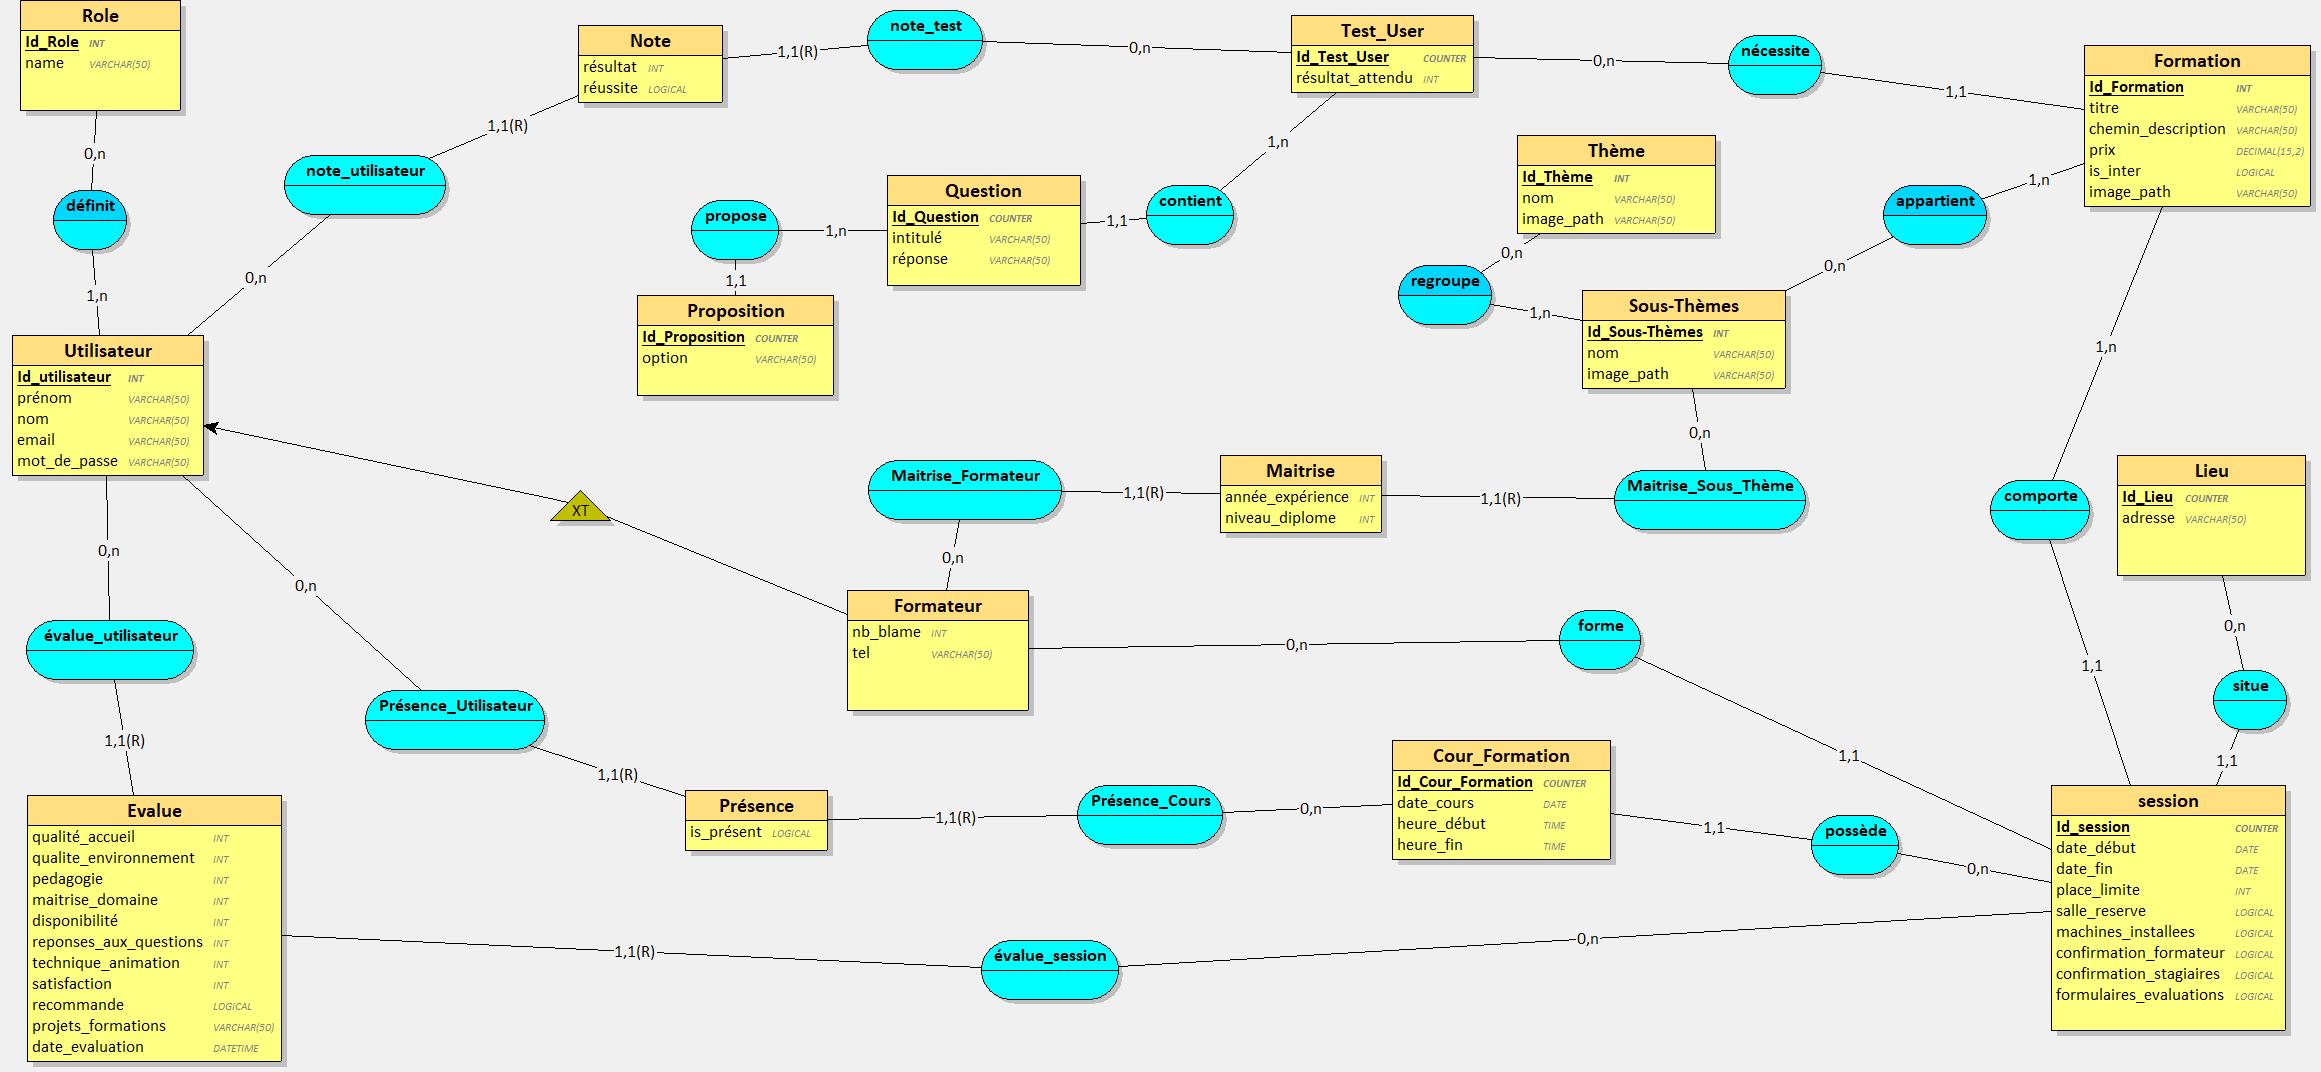 Role
Id_Role INT
name VARCHAR(50)
0,n
définit
1,n
Utilisateur
Id_utilisateur INT
prénom VARCHAR(50)
nom VARCHAR(50)
email VARCHAR(50)
mot_de_passe VARCHAR(50)
0,n
note_utilisateur
1,1(R)
Note
résultat INT
réussite LOGICAL
1,1(R)
note_test
0,n
Test_User
Id_Test_User COUNTER
résultat_attendu INT
0,n
nécessite
1,1
Formation
Id_Formation INT
titre VARCHAR(50)
chemin_description VARCHAR(50)
prix DECIMAL(15,2)
is_inter LOGICAL
image_path VARCHAR(50)
1,n
contient
1,1
Question
Id_Question COUNTER
intitulé VARCHAR(50)
réponse VARCHAR(50)
1,n
propose
1,1
Proposition
Id_Proposition COUNTER
option VARCHAR(50)
Thème
Id_Thème INT
nom VARCHAR(50)
image_path VARCHAR(50)
0,n
regroupe
1,n
Sous-Thèmes
Id_Sous-Thèmes INT
nom VARCHAR(50)
image_path VARCHAR(50)
0,n
appartient
1,n
0,n
Maitrise_Sous_Thème
1,1(R)
Maitrise
année_expérience INT
niveau_diplome INT
1,1(R)
Maitrise_Formateur
0,n
XT
Formateur
nb_blame INT
tel VARCHAR(50)
0,n
forme
1,1
1,n
comporte
1,1
Lieu
Id_Lieu COUNTER
adresse VARCHAR(50)
0,n
situe
1,1
0,n
évalue_utilisateur
1,1(R)
0,n
Présence_Utilisateur
1,1(R)
Présence
is_présent LOGICAL
1,1(R)
Présence_Cours
0,n
Cour_Formation
Id_Cour_Formation COUNTER
date_cours DATE
heure_début TIME
heure_fin TIME
1,1
possède
0,n
session
Id_session COUNTER
date_début DATE
date_fin DATE
place_limite INT
salle_reserve LOGICAL
machines_installees LOGICAL
confirmation_formateur LOGICAL
confirmation_stagiaires LOGICAL
formulaires_evaluations LOGICAL
Evalue
qualité_accueil INT
qualite_environnement INT
pedagogie INT
maitrise_domaine INT
disponibilité INT
reponses_aux_questions INT
technique_animation INT
satisfaction INT
recommande LOGICAL
projets_formations VARCHAR(50)
date_evaluation DATETIME
1,1(R)
évalue_session
0,n